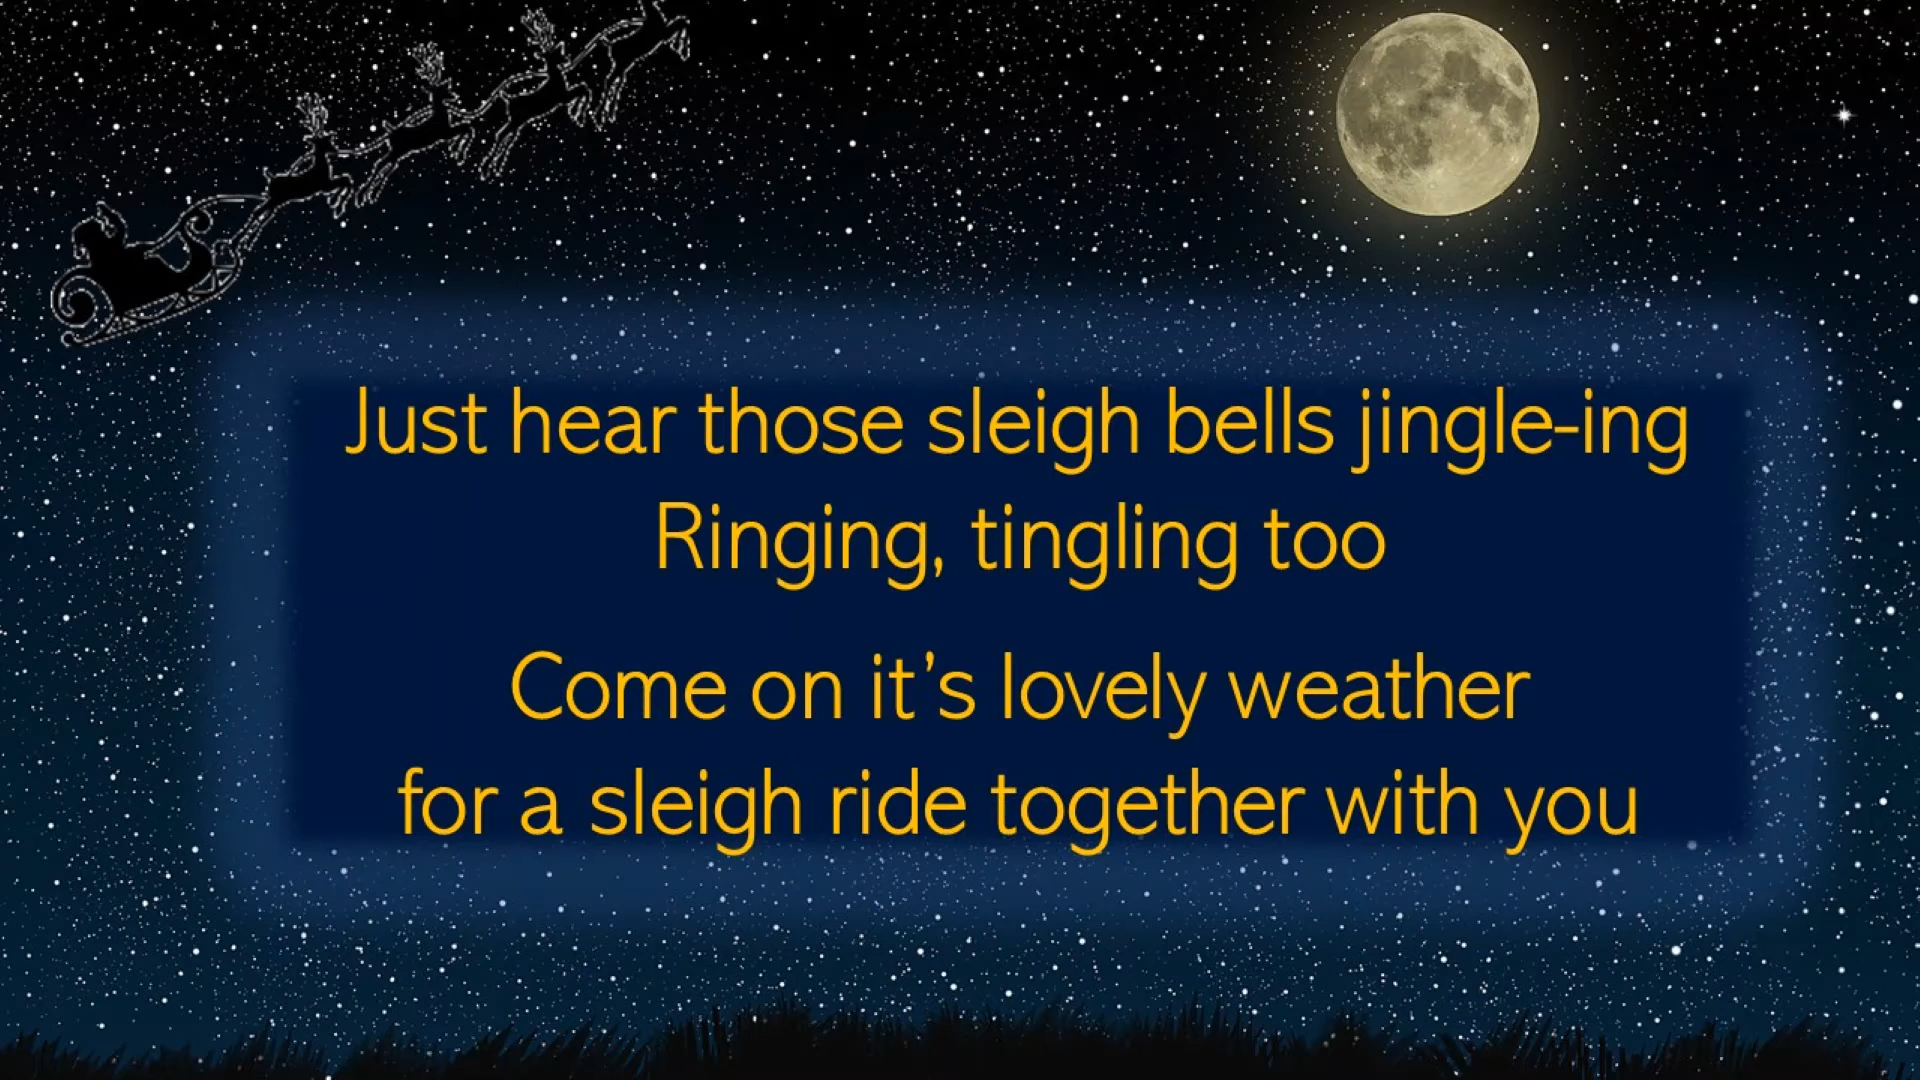 Just hear those sleigh bells jingle-ing
Ringing, tingling too
Come on it’s lovely weather
for a sleigh ride together with you